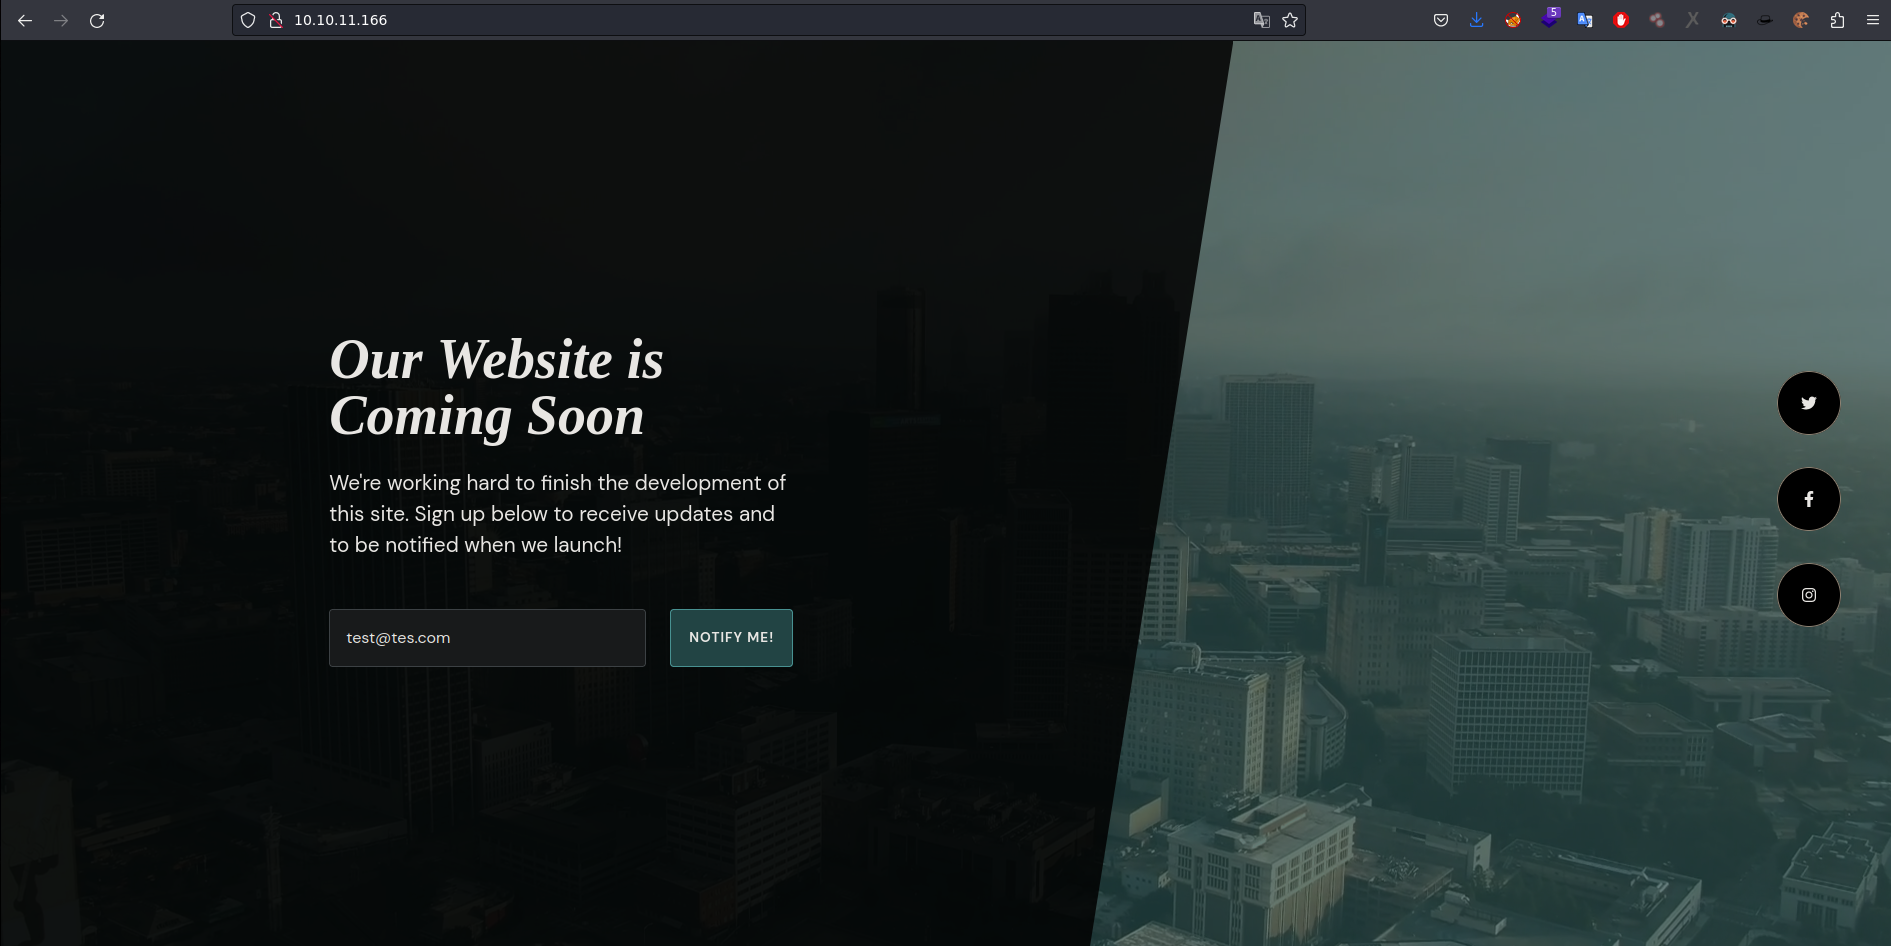 10.10.11.166
5
Our Website is
Coming Soon
We're working hard to finish the development of
this site. Sign up below to receive updates and
to be notified when we launch!
test@tes.com
NOTIFY ME!